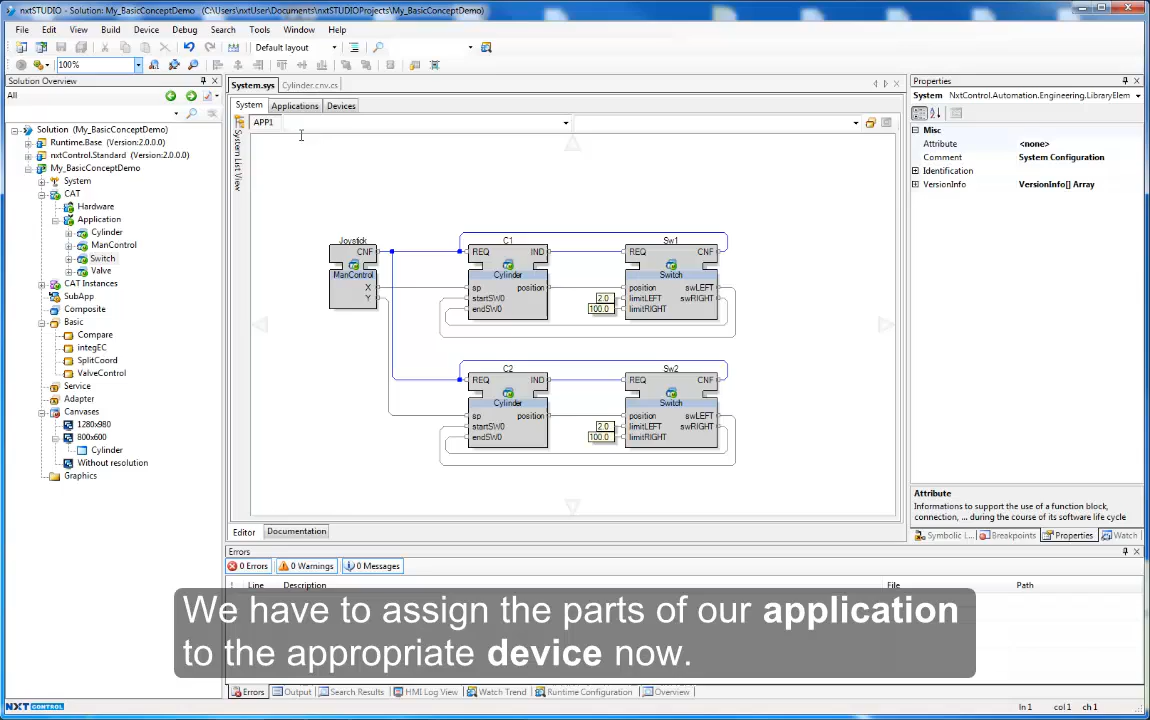 nxtSTUDIO - Solution: My_BasicConceptDemo (C:\Users\nxtUser\Documents\nxtSTUDIOProjects\My_BasicConceptDemo\)
File Edit View Build Device Debug Search Tools Window Help
Default layout
100%
Solution Overview
All
Solution (My_BasicConceptDemo)
Runtime.Base (Version:2.0.0.0)
nxtControl.Standard (Version:2.0.0.0)
My_BasicConceptDemo
System
CAT
Hardware
Application
Cylinder
ManControl
Switch
Valve
CAT Instances
SubApp
Composite
Basic
Compare
integEC
SplitCoord
ValveControl
Service
Adapter
Canvases
1280x980
800x600
Cylinder
Without resolution
Graphics
System.sys Cylinder.cnv.cs
System Applications Devices
APP1
System List View
Joystick
CNF
ManControl
X
Y
C1
REQ IND
Cylinder
sp position
startSW0
endSW0
Sw1
REQ CNF
Switch
position swLEFT
2.0 limitLEFT swRIGHT
100.0 limitRIGHT
C2
REQ IND
Cylinder
sp position
startSW0
endSW0
Sw2
REQ CNF
Switch
position swLEFT
2.0 limitLEFT swRIGHT
100.0 limitRIGHT
Editor Documentation
Properties
System NxtControl.Automation.Engineering.LibraryElem
Misc
Attribute <none>
Comment System Configuration
Identification
VersionInfo VersionInfo[] Array
Attribute
Informations to support the use of a function block,
connection, ... during the course of its software life cycle
Symbolic L... Breakpoints Properties Watch
Errors
0 Errors 0 Warnings 0 Messages
! Line Description File Path
We have to assign the parts of our application
to the appropriate device now.
Errors Output Search Results HMI Log View Watch Trend Runtime Configuration Overview
NXTCONTROL
ln 1 col 1 ch 1